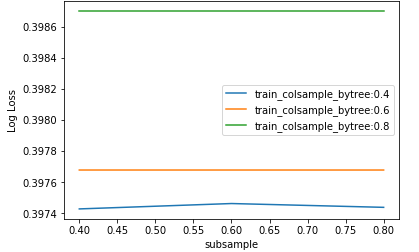 0.3986
0.3984
0.3982
0.3980
0.3978
0.3976
0.3974
Log Loss
train_colsample_bytree:0.4
train_colsample_bytree:0.6
train_colsample_bytree:0.8
0.40 0.45 0.50 0.55 0.60 0.65 0.70 0.75 0.80
subsample